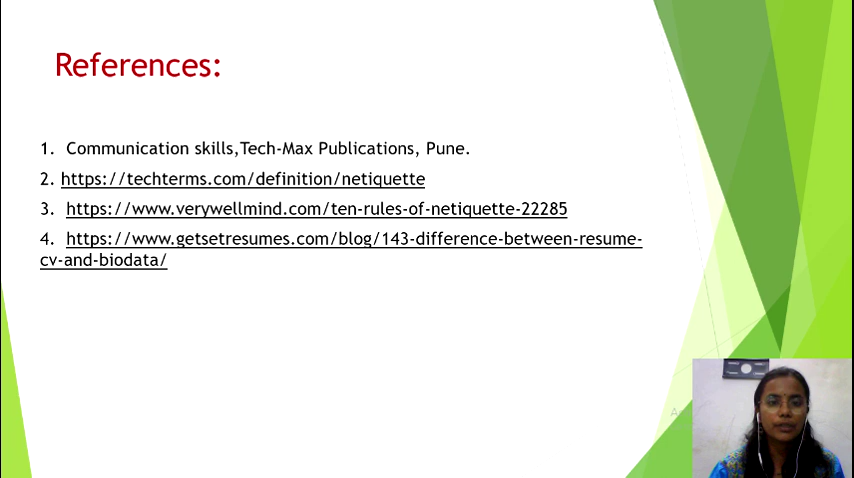 References:
1. Communication skills,Tech-Max Publications, Pune.
2. https://techterms.com/definition/netiquette
3. https://www.verywellmind.com/ten-rules-of-netiquette-22285
4. https://www.getsetresumes.com/blog/143-difference-between-resume-
cv-and-biodata/